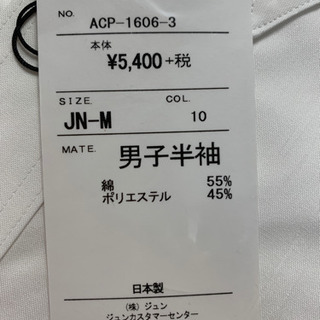 NO. ACP-1606-3
本体
¥5,400+税
SIZE. COL.
JN-M 10
MATE. 男子半袖
綿 55%
ポリエステル 45%
日本製
(株) ジュン
ジュンカスタマーセンター